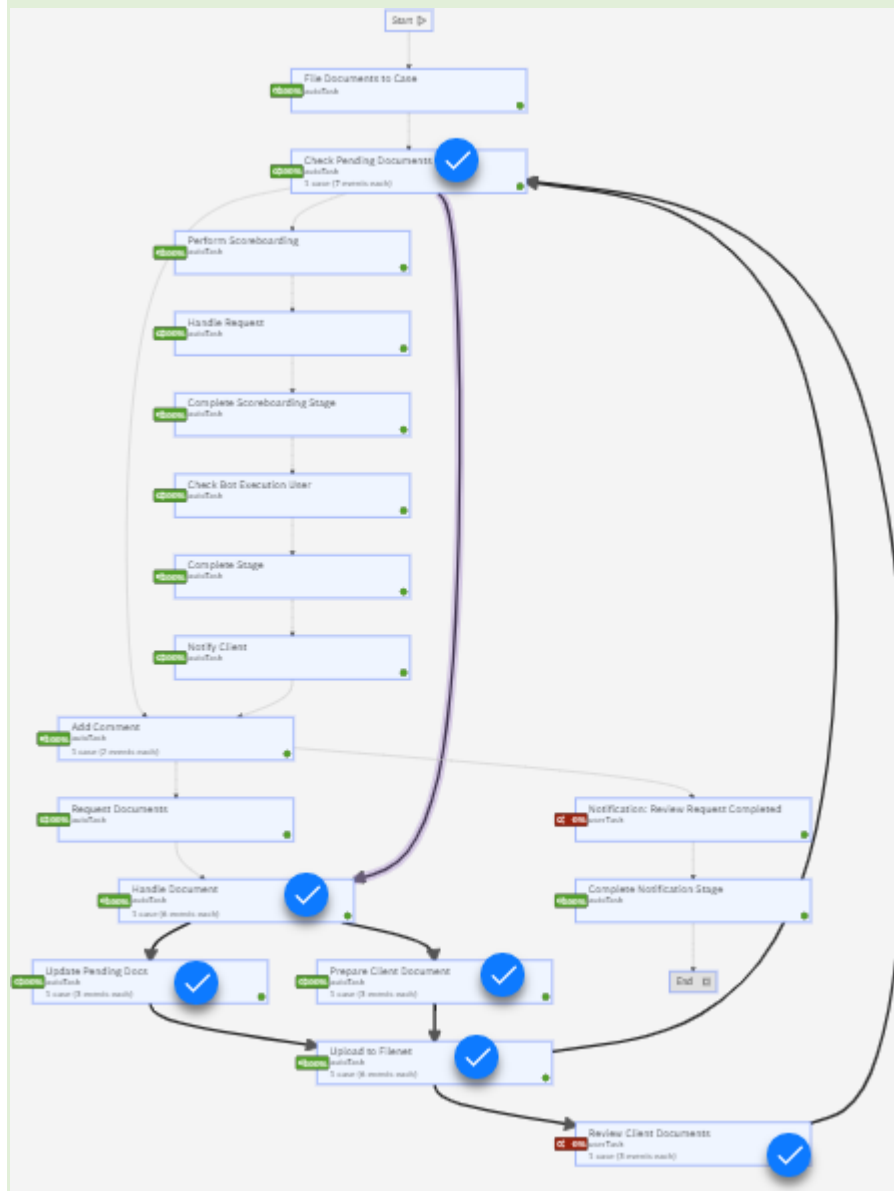 Start
File Documents to Case
autoTask
Check Pending Documents
autoTask
1 case (7 events each)
Perform Scoreboarding
autoTask
Handle Request
autoTask
Complete Scoreboarding Stage
autoTask
Check Bot Execution User
autoTask
Complete Stage
autoTask
Notify Client
autoTask
Add Comment
autoTask
1 case (2 events each)
Request Documents
autoTask
Notification: Review Request Completed
userTask
Handle Document
autoTask
1 case (6 events each)
Complete Notification Stage
autoTask
Update Pending Docs
autoTask
1 case (3 events each)
Prepare Client Document
autoTask
1 case (3 events each)
End
Upload to Filenet
autoTask
1 case (6 events each)
Review Client Documents
userTask
1 case (3 events each)